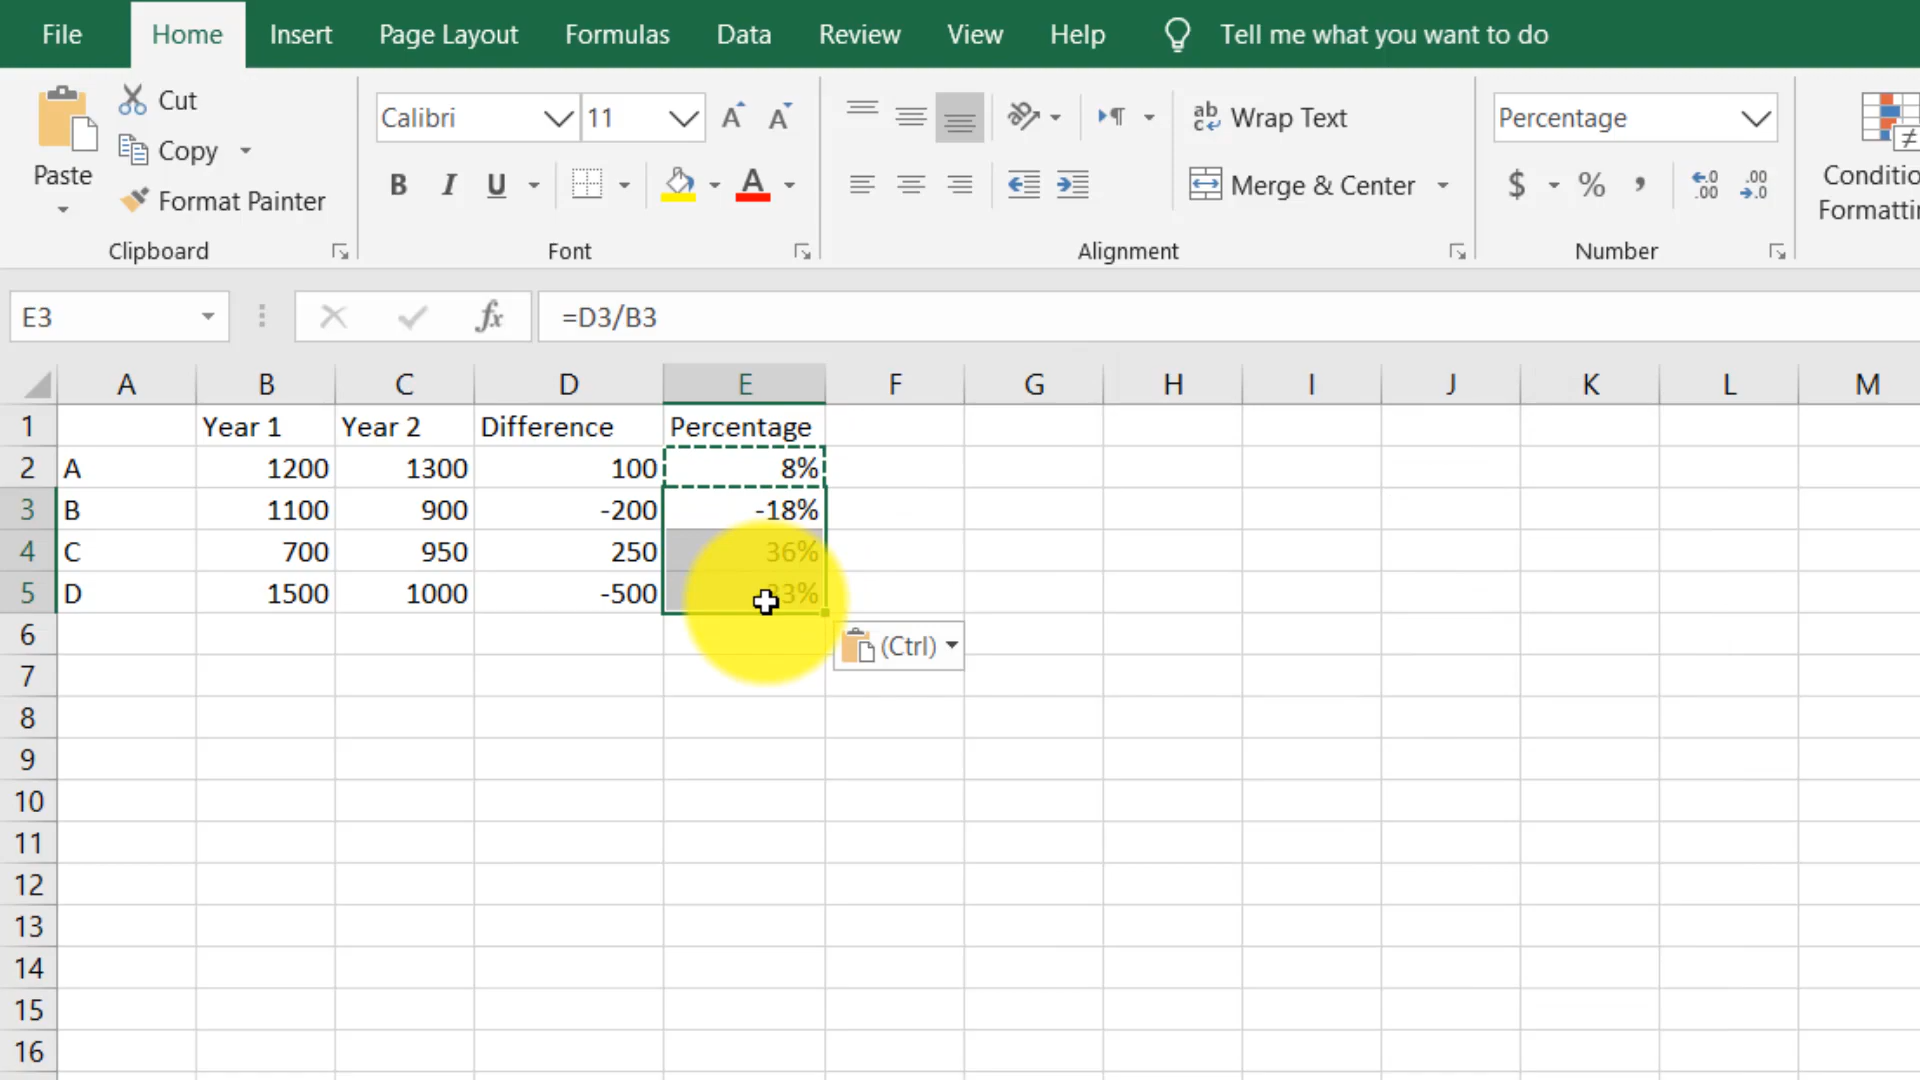 File Home Insert Page Layout Formulas Data Review View Help Tell me what you want to do
Paste
Cut
Copy
Format Painter
Calibri 11
B I U
Wrap Text
Merge & Center
Percentage
$ % ,
Conditio
Formattin
Clipboard Font Alignment Number
E3 fx =D3/B3
A B C D E F G H I J K L M
1 Year 1 Year 2 Difference Percentage
2 A 1200 1300 100 8%
3 B 1100 900 -200 -18%
4 C 700 950 250 36%
5 D 1500 1000 -500
6 (Ctrl)
7
8
9
10
11
12
13
14
15
16